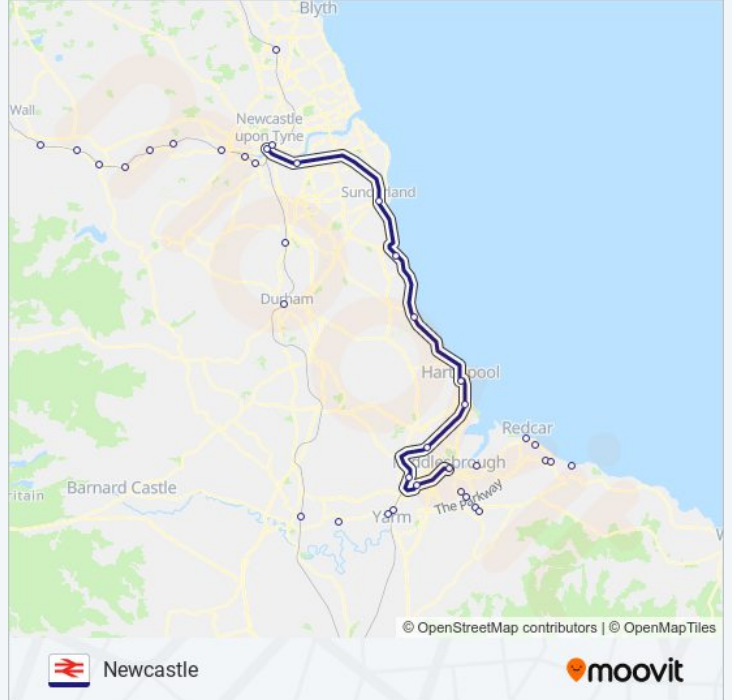 Blyth
Wall
Newcastle
upon Tyne
Sunderland
Durham
Hartlepool
Redcar
Middlesbrough
Barnard Castle
The Parkway
Yarm
ritain
W
© OpenStreetMap contributors | © OpenMapTiles
Newcastle
moovit